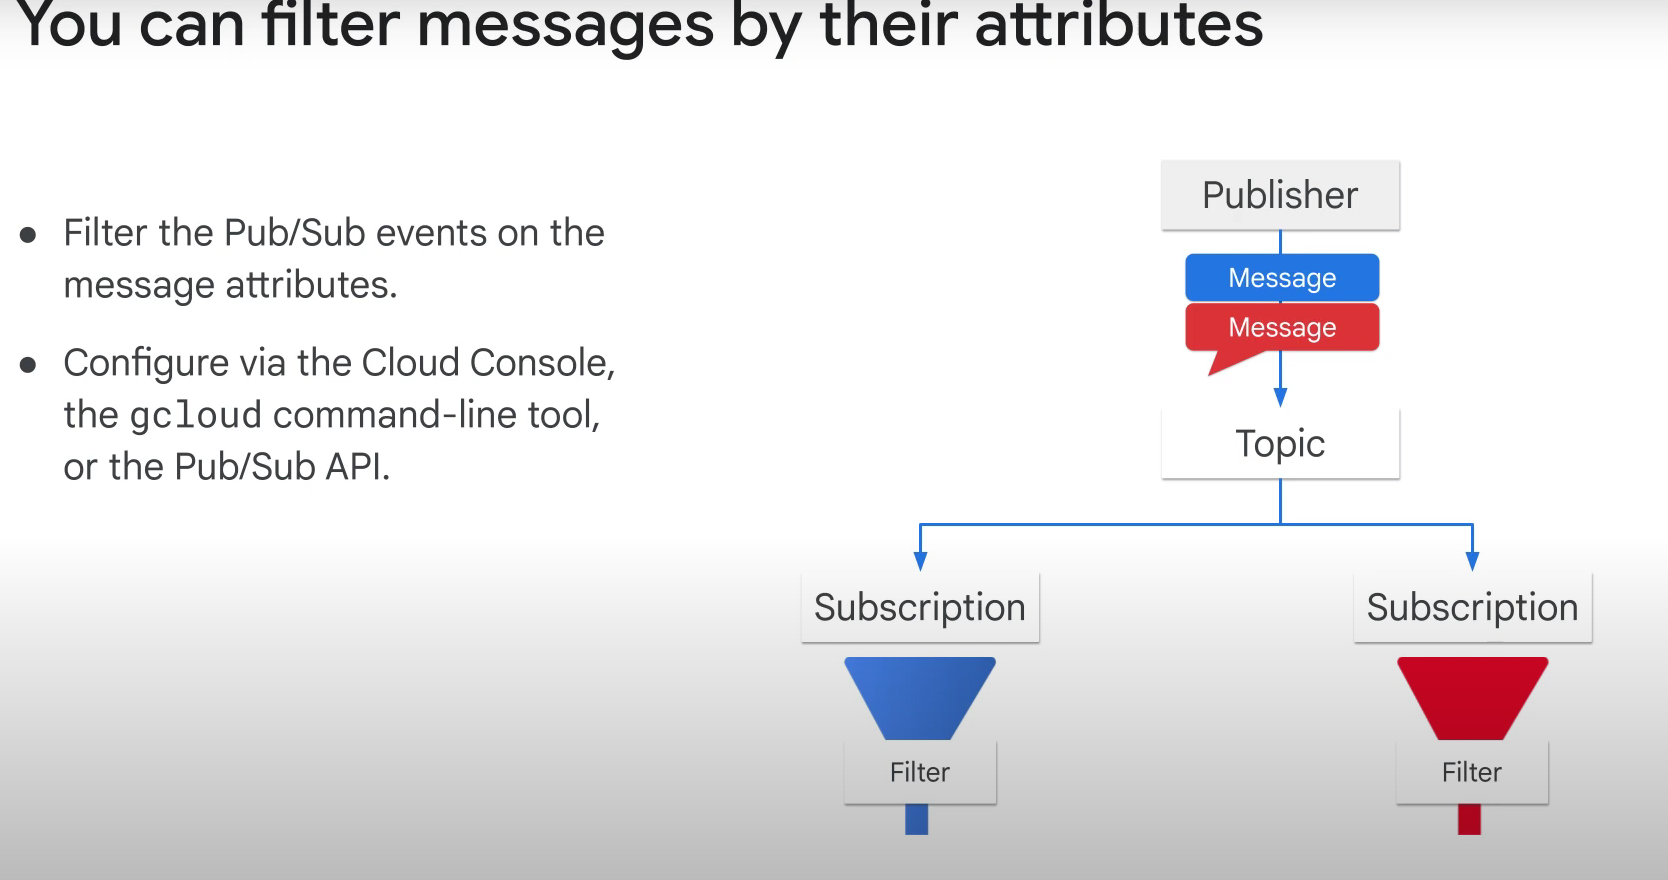 You can filter messages by their attributes
● Filter the Pub/Sub events on the
message attributes.
● Configure via the Cloud Console,
the gcloud command-line tool,
or the Pub/Sub API.
Publisher
Message
Message
Topic
Subscription
Subscription
Filter
Filter